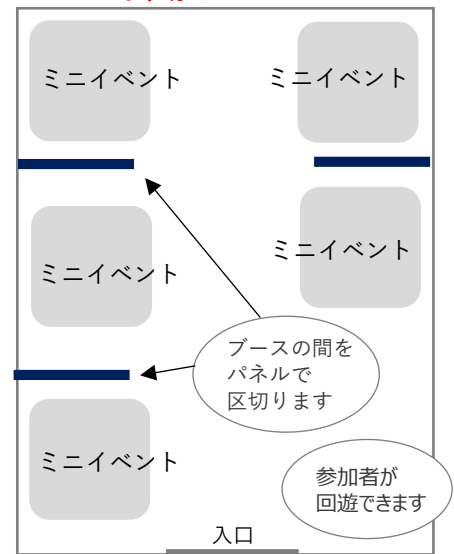 ミニイベント
ミニイベント
ミニイベント
ミニイベント
ブースの間を
パネルで
区切ります
ミニイベント
参加者が
回遊できます
入口